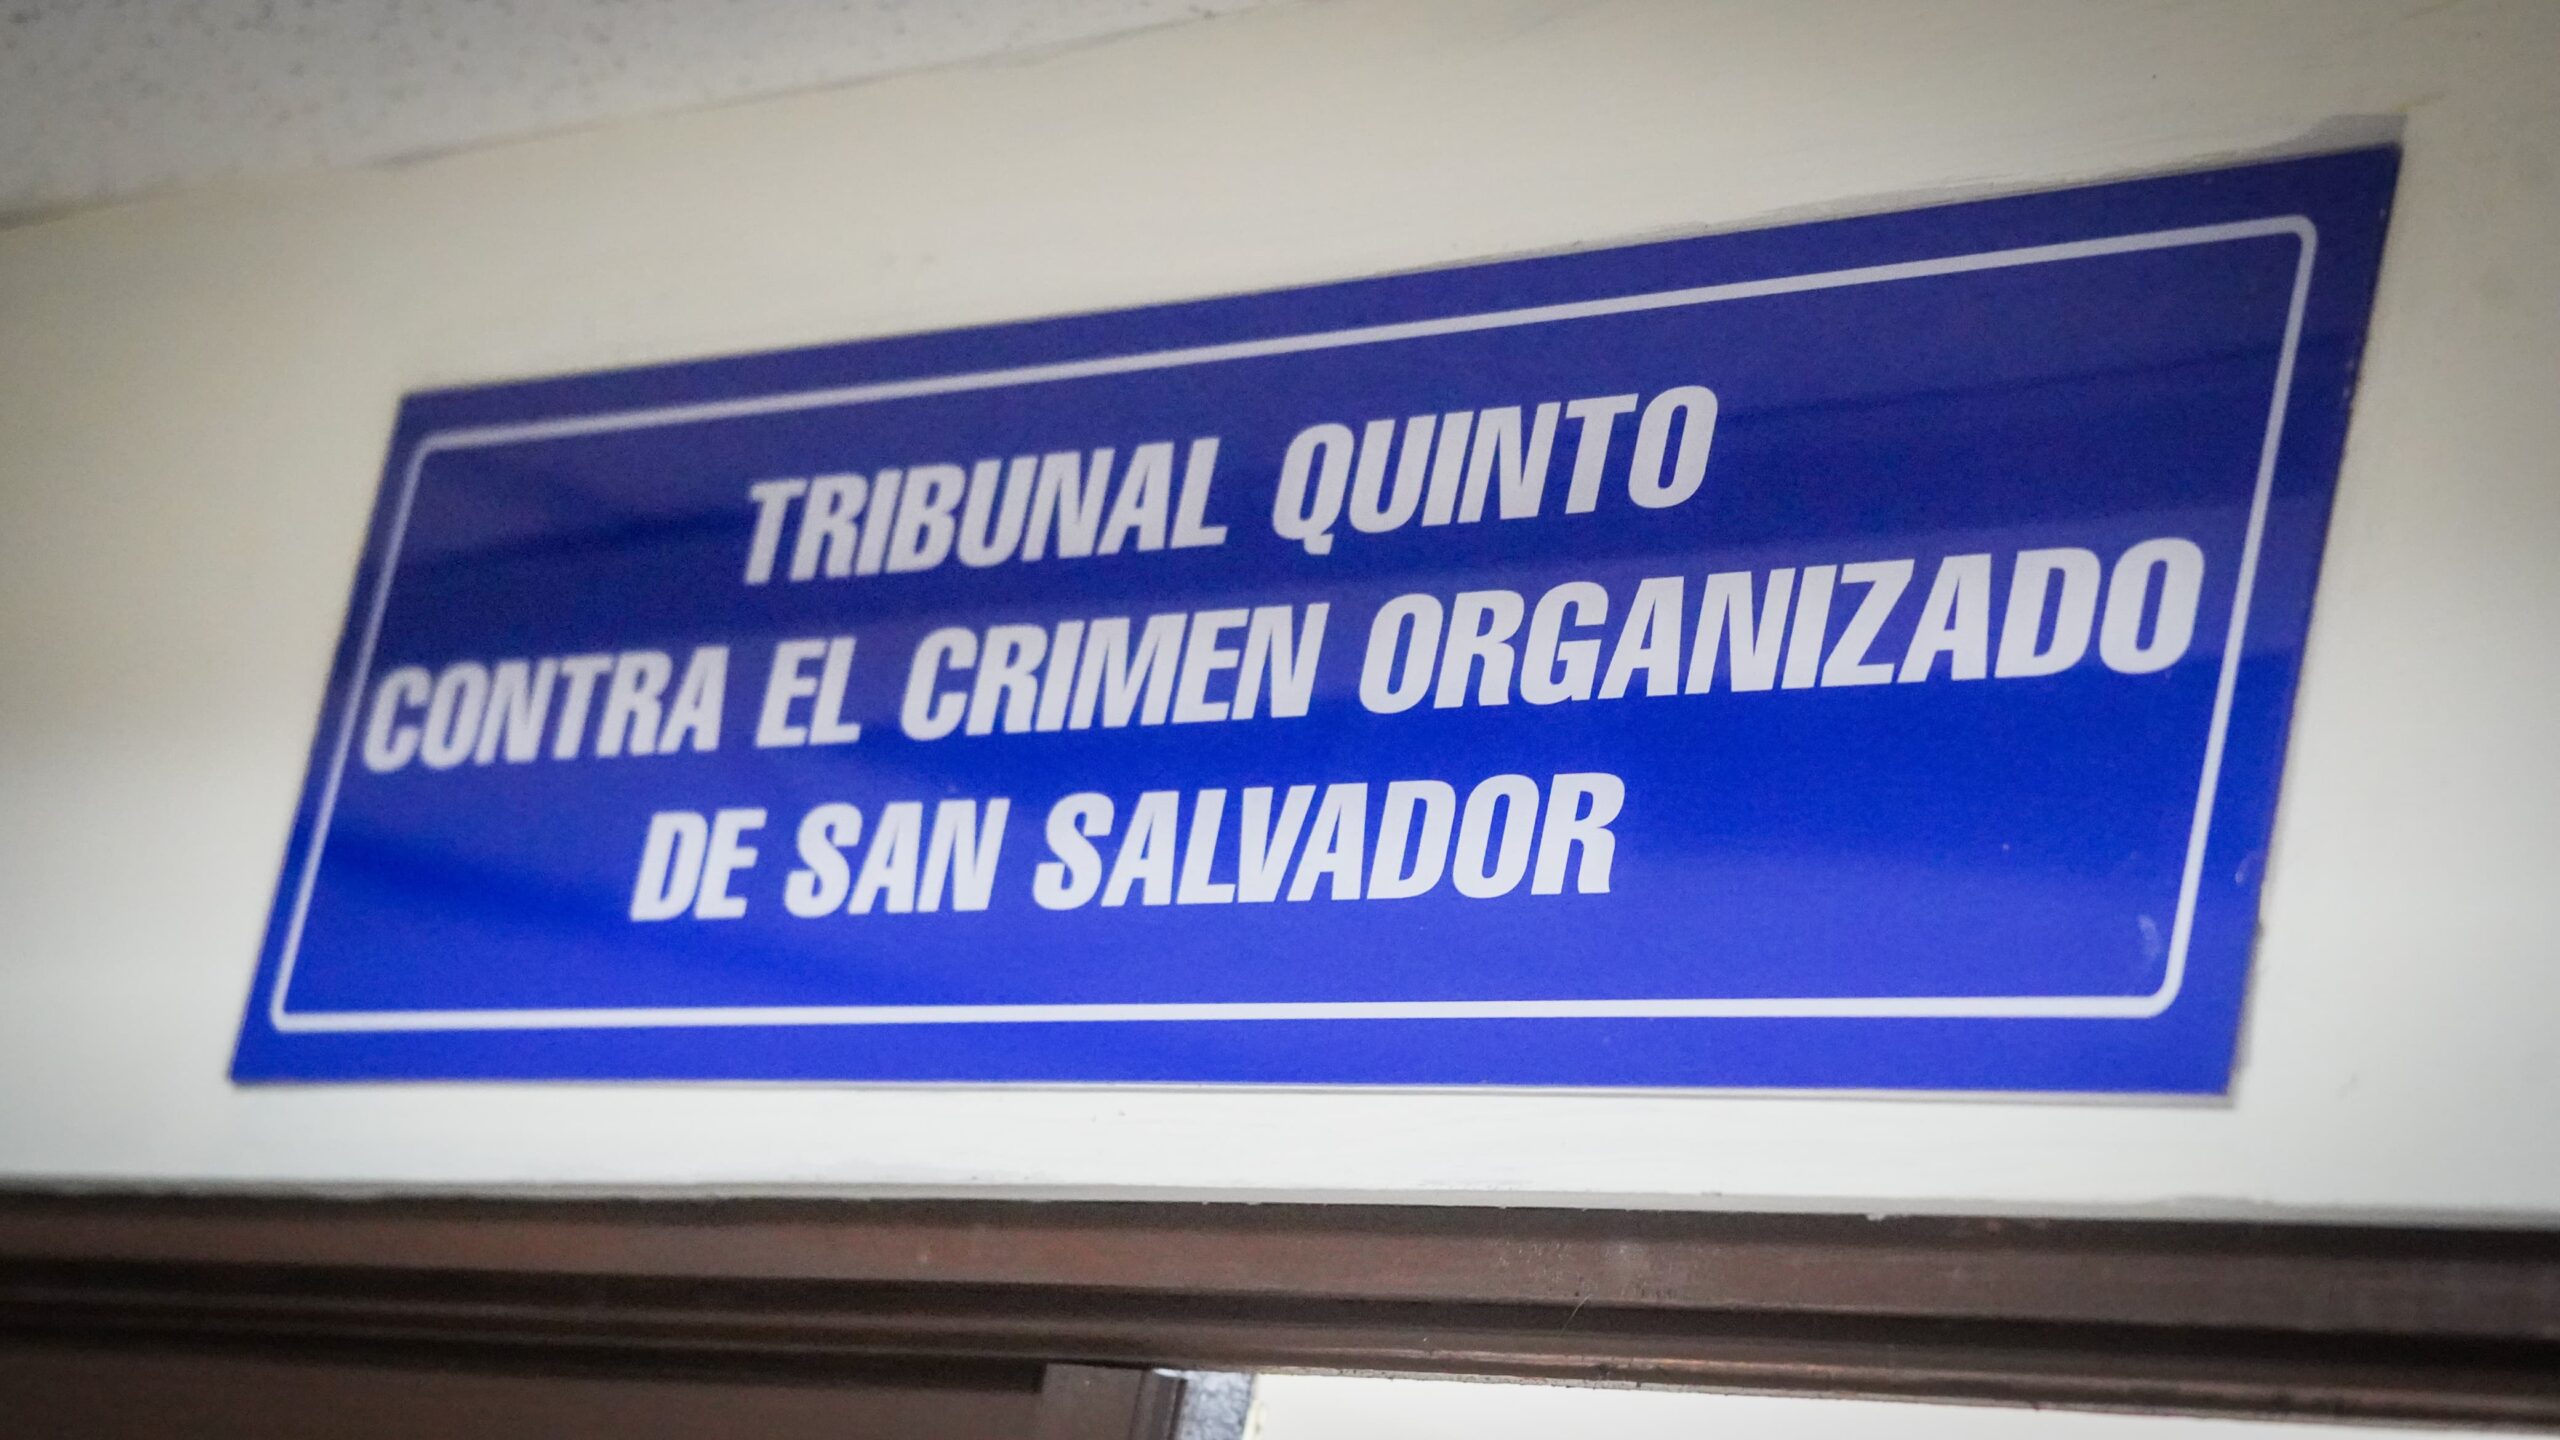 TRIBUNAL QUINTO
CONTRA EL CRIMEN ORGANIZADO
DE SAN SALVADOR